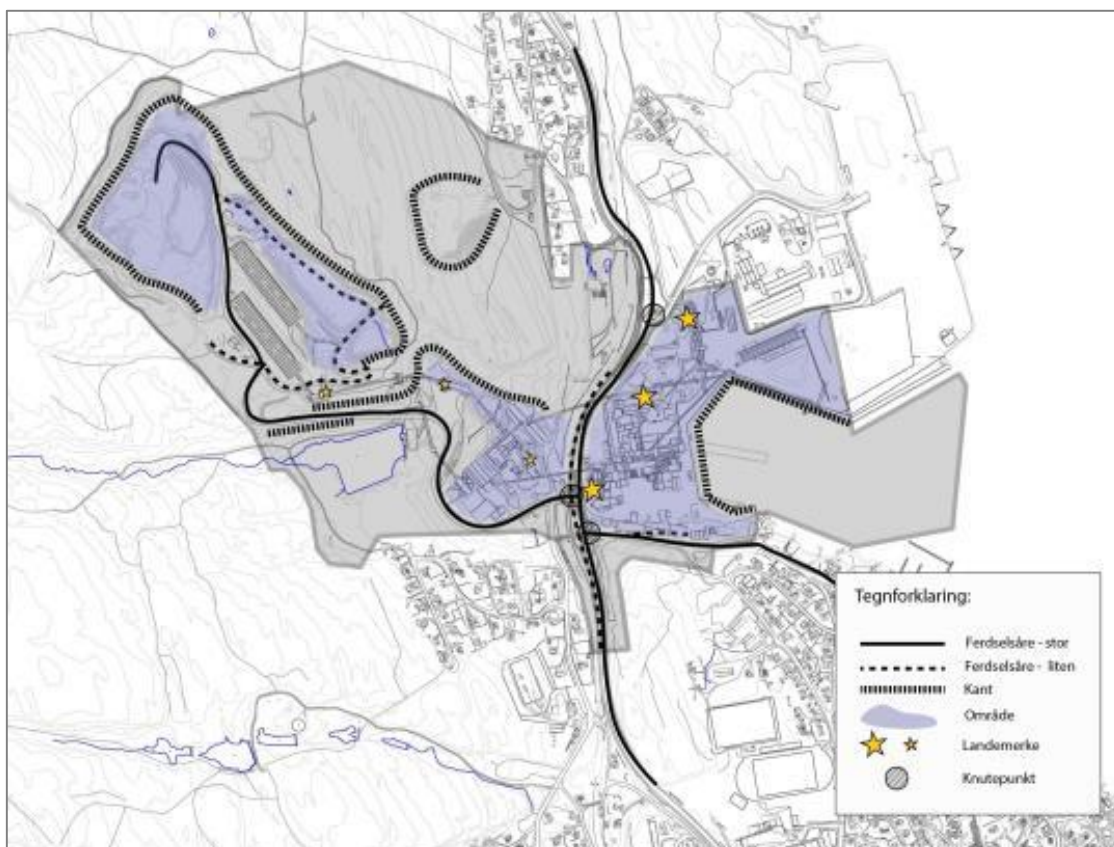 Tegnforklaring:
Ferdselsåre - stor
Ferdselsåre - liten
Kant
Område
Landemerke
Knutepunkt